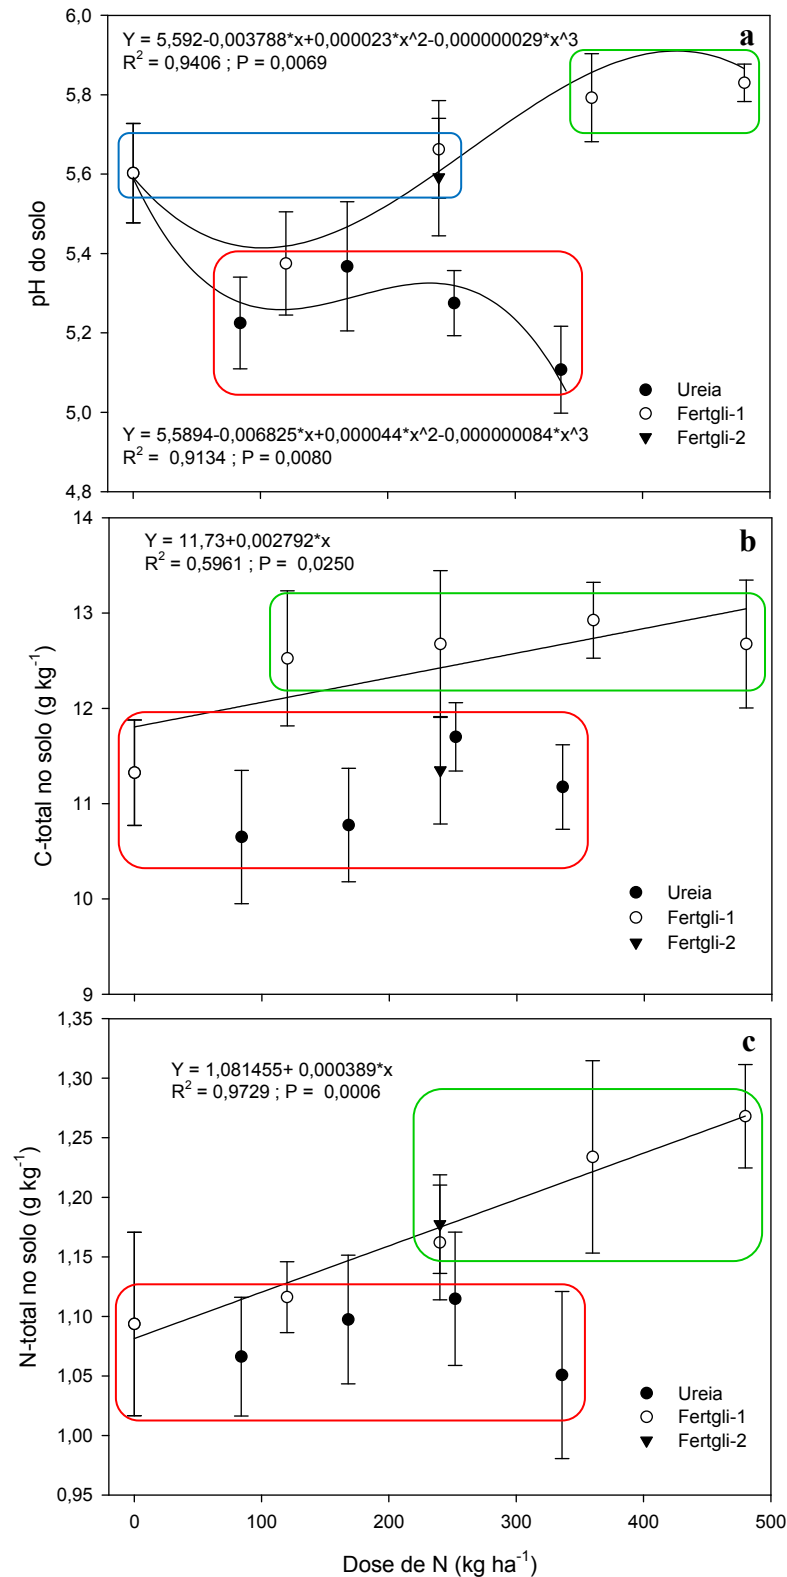 6,0
Y = 5,592-0,003788*x+0,000023*x^2-0,000000029*x^3
a
R² = 0,9406 ; P = 0,0069
5,8
5,6
pH do solo
5,4
5,2
5,0
Ureia
Fertgli-1
Fertgli-2
Y = 5,5894-0,006825*x+0,000044*x^2-0,000000084*x^3
R² = 0,9134 ; P = 0,0080
4,8
14
Y = 11,73+0,002792*x
b
R² = 0,5961 ; P = 0,0250
13
12
C-total no solo (g kg⁻¹)
11
10
Ureia
Fertgli-1
Fertgli-2
9
1,35
c
Y = 1,081455+ 0,000389*x
R² = 0,9729 ; P = 0,0006
1,30
1,25
1,20
N-total no solo (g kg⁻¹)
1,15
1,10
1,05
Ureia
Fertgli-1
Fertgli-2
1,00
0,95
0 100 200 300 400 500
Dose de N (kg ha⁻¹)